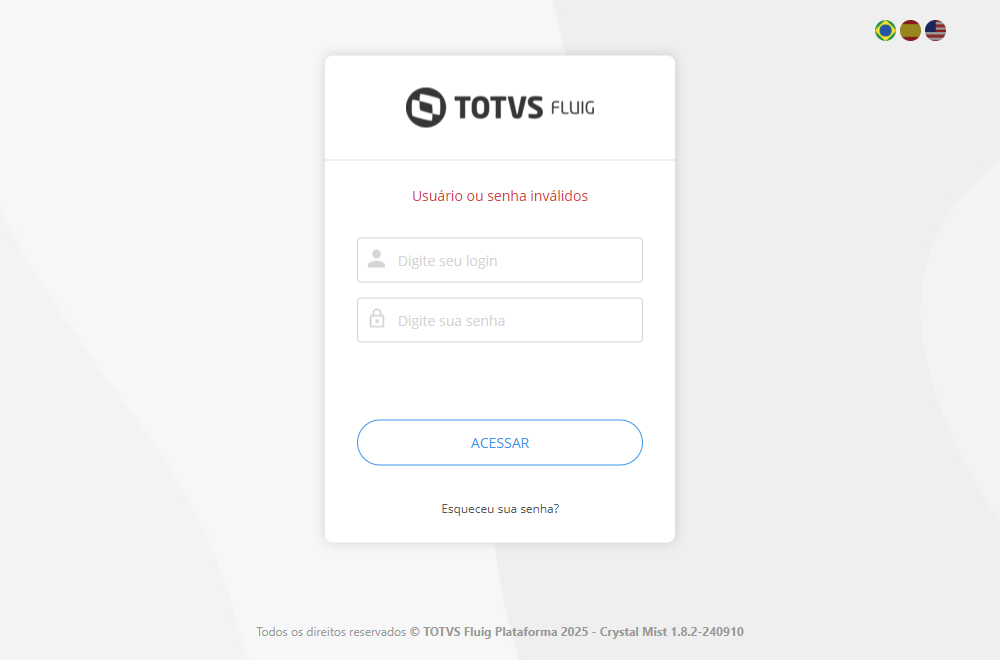 TOTVS FLUIG
Usuário ou senha inválidos
Digite seu login
Digite sua senha
ACESSAR
Esqueceu sua senha?
Todos os direitos reservados © TOTVS Fluig Plataforma 2025 - Crystal Mist 1.8.2-240910